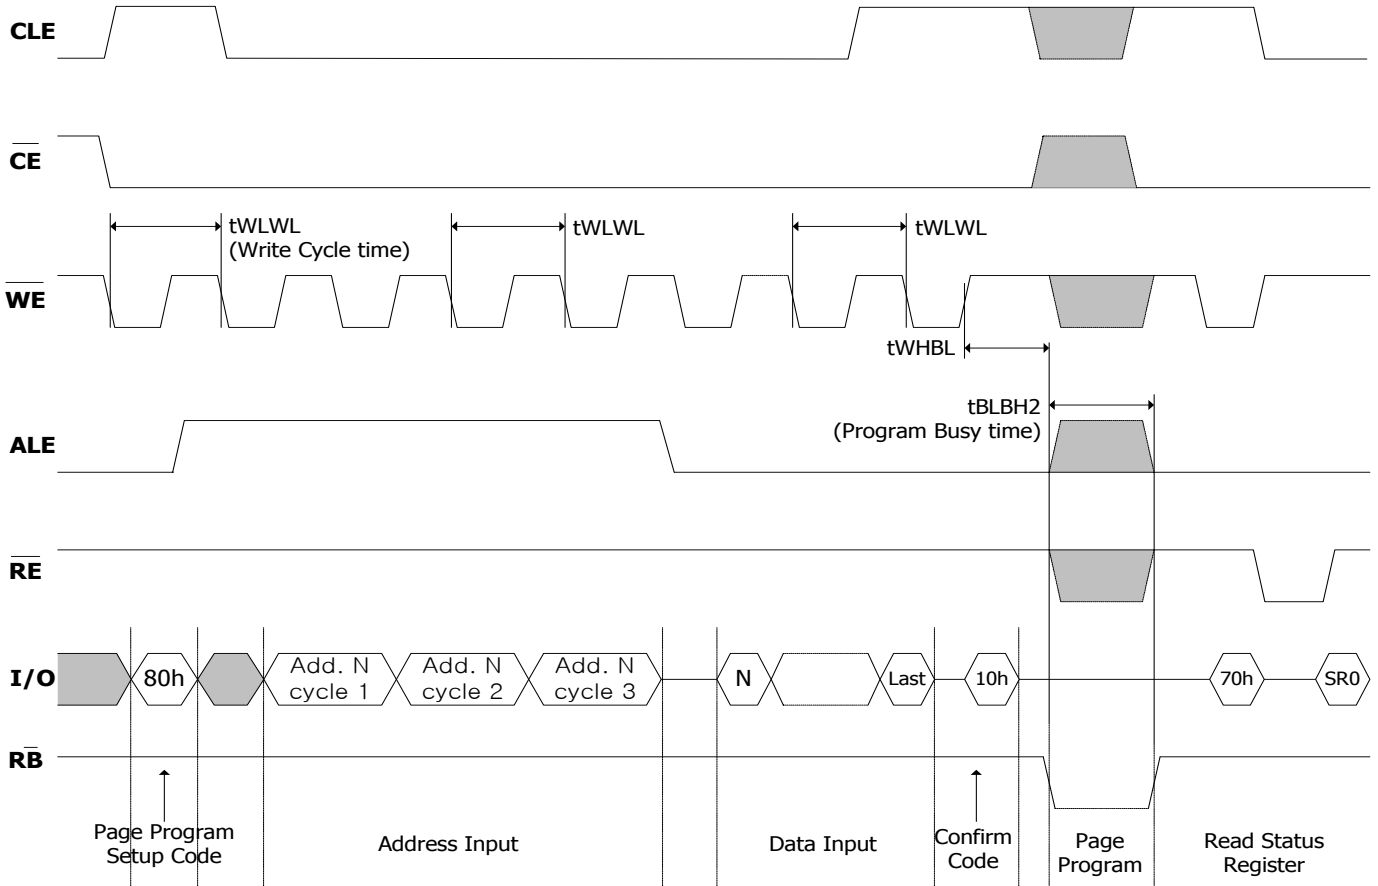 CLE
CE
tWLWL
(Write Cycle time)
tWLWL
tWLWL
WE
tWHBL
tBLBH2
(Program Busy time)
ALE
RE
I/O
80h
Add. N
cycle 1
Add. N
cycle 2
Add. N
cycle 3
N
Last
10h
70h
SR0
RB
Page Program
Setup Code
Address Input
Data Input
Confirm
Code
Page
Program
Read Status
Register